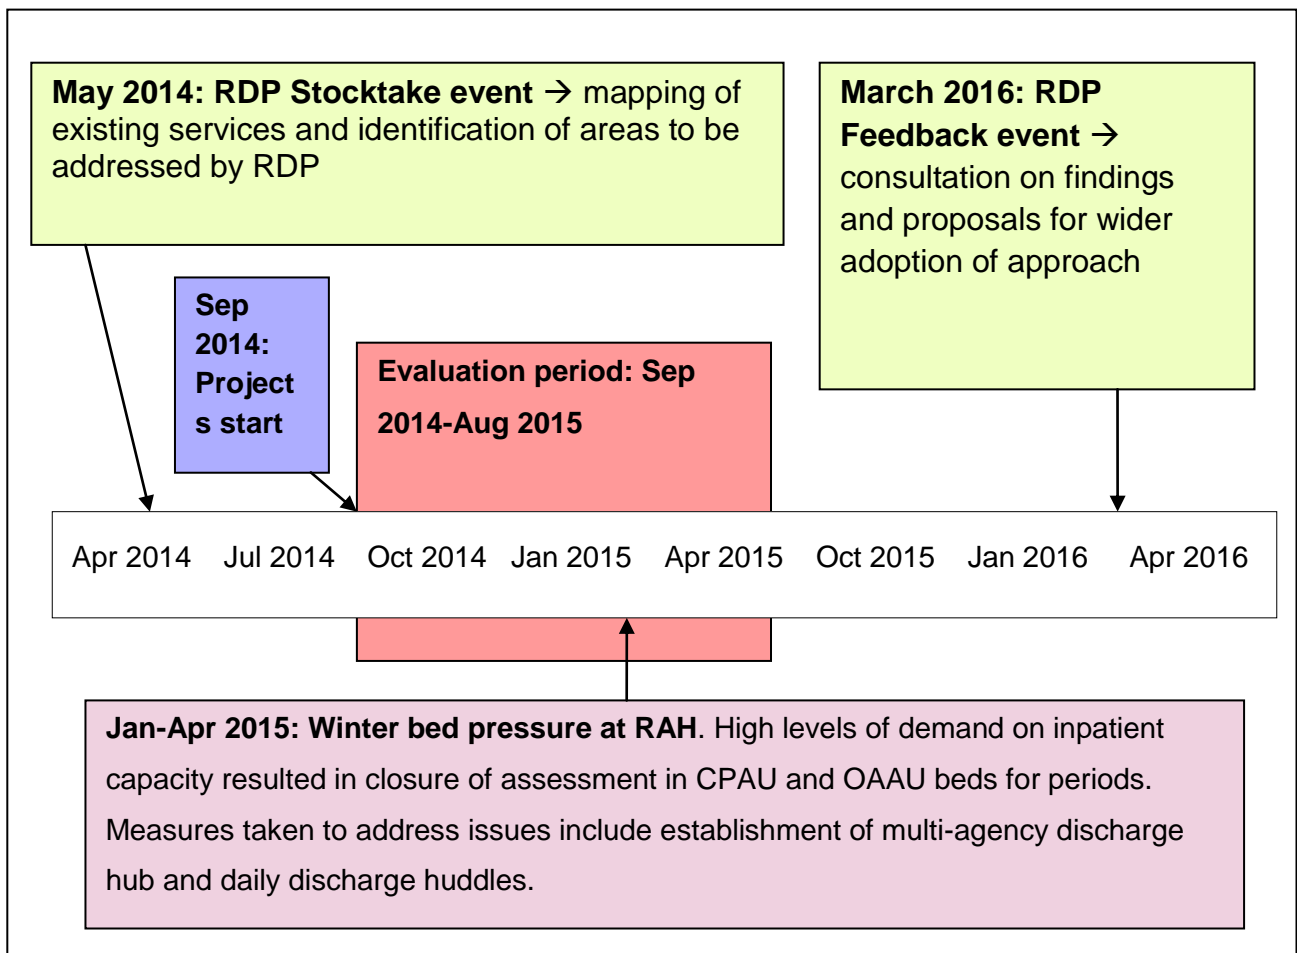 May 2014: RDP Stocktake event → mapping of
existing services and identification of areas to be
addressed by RDP
March 2016: RDP
Feedback event →
consultation on findings
and proposals for wider
adoption of approach
Sep
2014:
Project
s start
Evaluation period: Sep
2014-Aug 2015
Apr 2014 Jul 2014 Oct 2014 Jan 2015 Apr 2015 Oct 2015 Jan 2016 Apr 2016
Jan-Apr 2015: Winter bed pressure at RAH. High levels of demand on inpatient
capacity resulted in closure of assessment in CPAU and OAAU beds for periods.
Measures taken to address issues include establishment of multi-agency discharge
hub and daily discharge huddles.